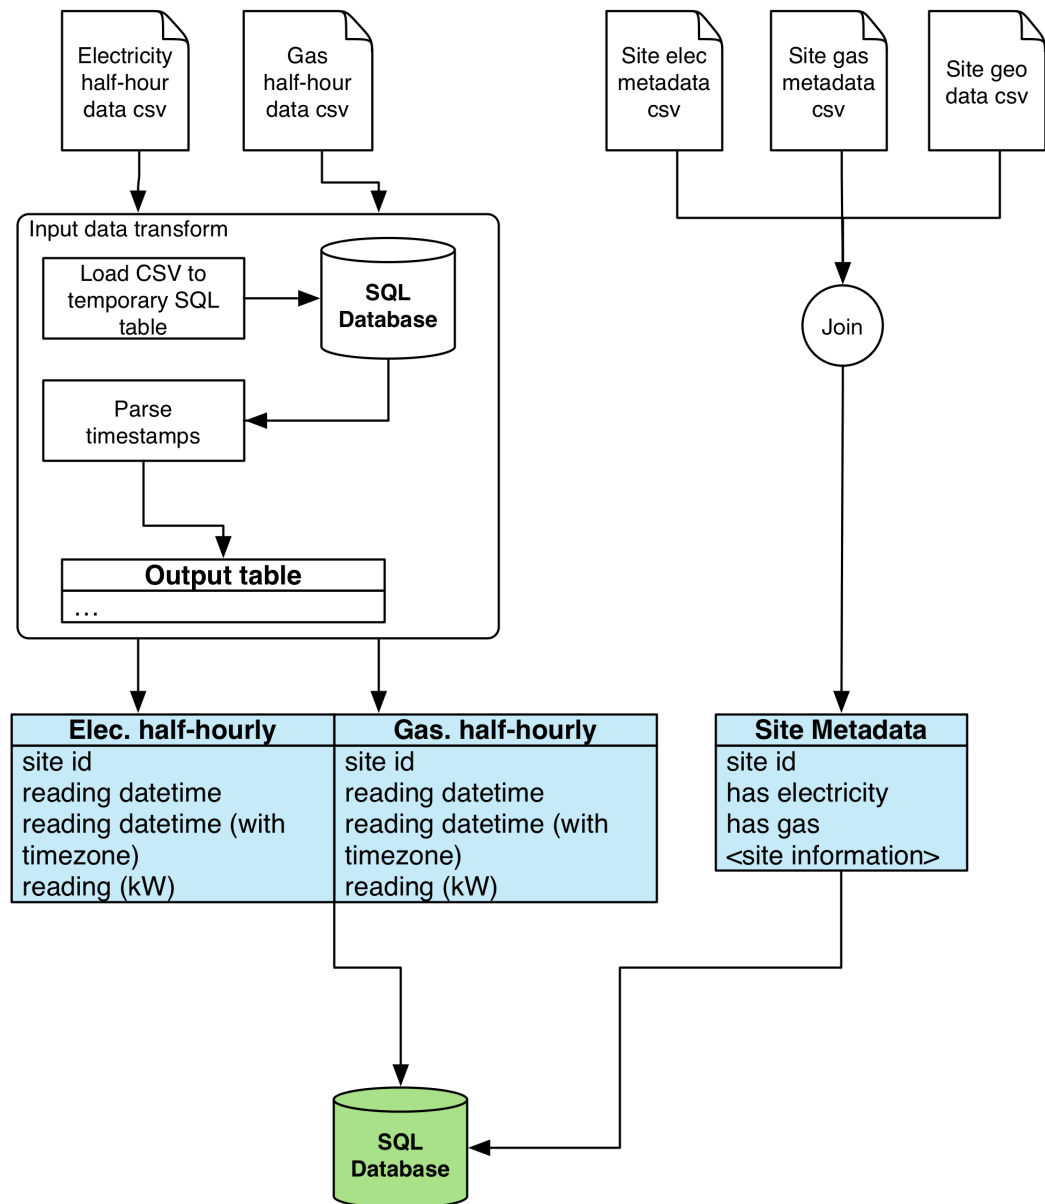 Electricity
half-hour
data csv
Gas
half-hour
data csv
Site elec
metadata
csv
Site gas
metadata
csv
Site geo
data csv
Input data transform
Load CSV to
temporary SQL
table
SQL
Database
Join
Parse
timestamps
Output table
...
Elec. half-hourly
site id
reading datetime
reading datetime (with
timezone)
reading (kW)
Gas. half-hourly
site id
reading datetime
reading datetime (with
timezone)
reading (kW)
Site Metadata
site id
has electricity
has gas
<site information>
SQL
Database